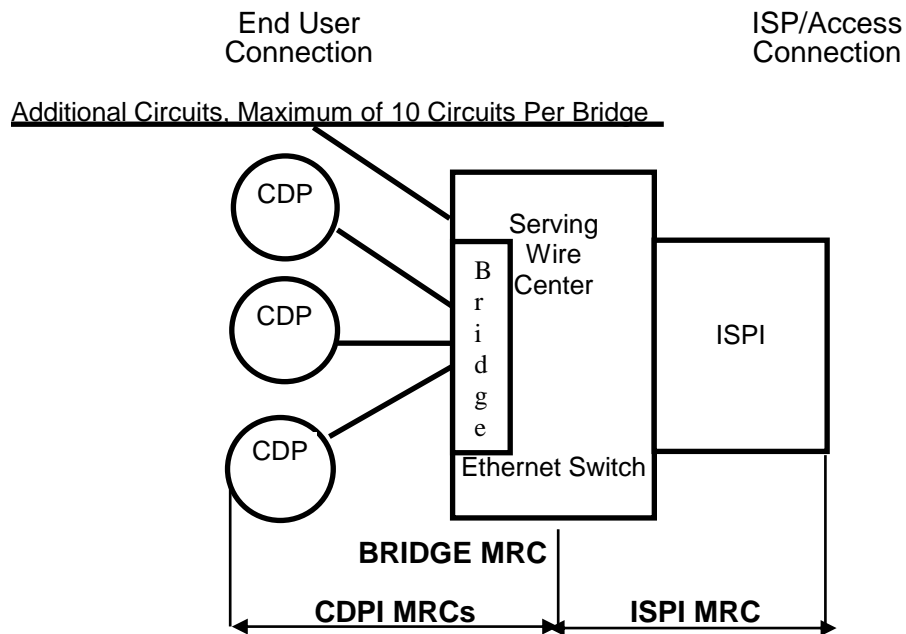 End User
Connection
ISP/Access
Connection
Additional Circuits, Maximum of 10 Circuits Per Bridge
CDP
CDP
CDP
Bridge
Serving
Wire
Center
Ethernet Switch
ISPI
BRIDGE MRC
CDPI MRCs
ISPI MRC